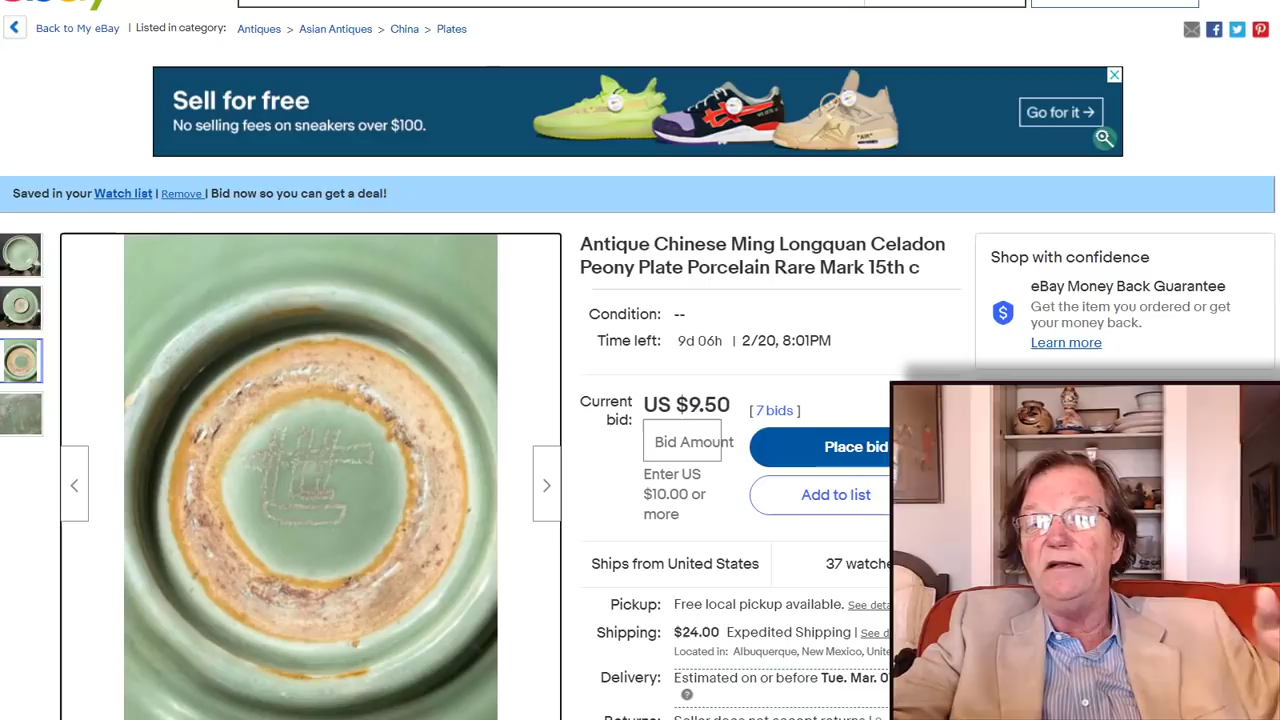 Back to My eBay | Listed in category: Antiques > Asian Antiques > China > Plates
Sell for free
No selling fees on sneakers over $100.
Go for it →
Saved in your Watch list | Remove | Bid now so you can get a deal!
Antique Chinese Ming Longquan Celadon
Peony Plate Porcelain Rare Mark 15th c
Condition: --
Time left: 9d 06h | 2/20, 8:01PM
Current
bid:
US $9.50 [ 7 bids ]
Bid Amount
Place bid
Enter US
$10.00 or
more
Add to list
Ships from United States
37 watche
Pickup: Free local pickup available. See deta
Shipping: $24.00 Expedited Shipping | See d
Located in: Albuquerque, New Mexico, Unite
Delivery: Estimated on or before Tue. Mar. 0
Seller does not accept returns |
Shop with confidence
eBay Money Back Guarantee
Get the item you ordered or get
your money back.
Learn more